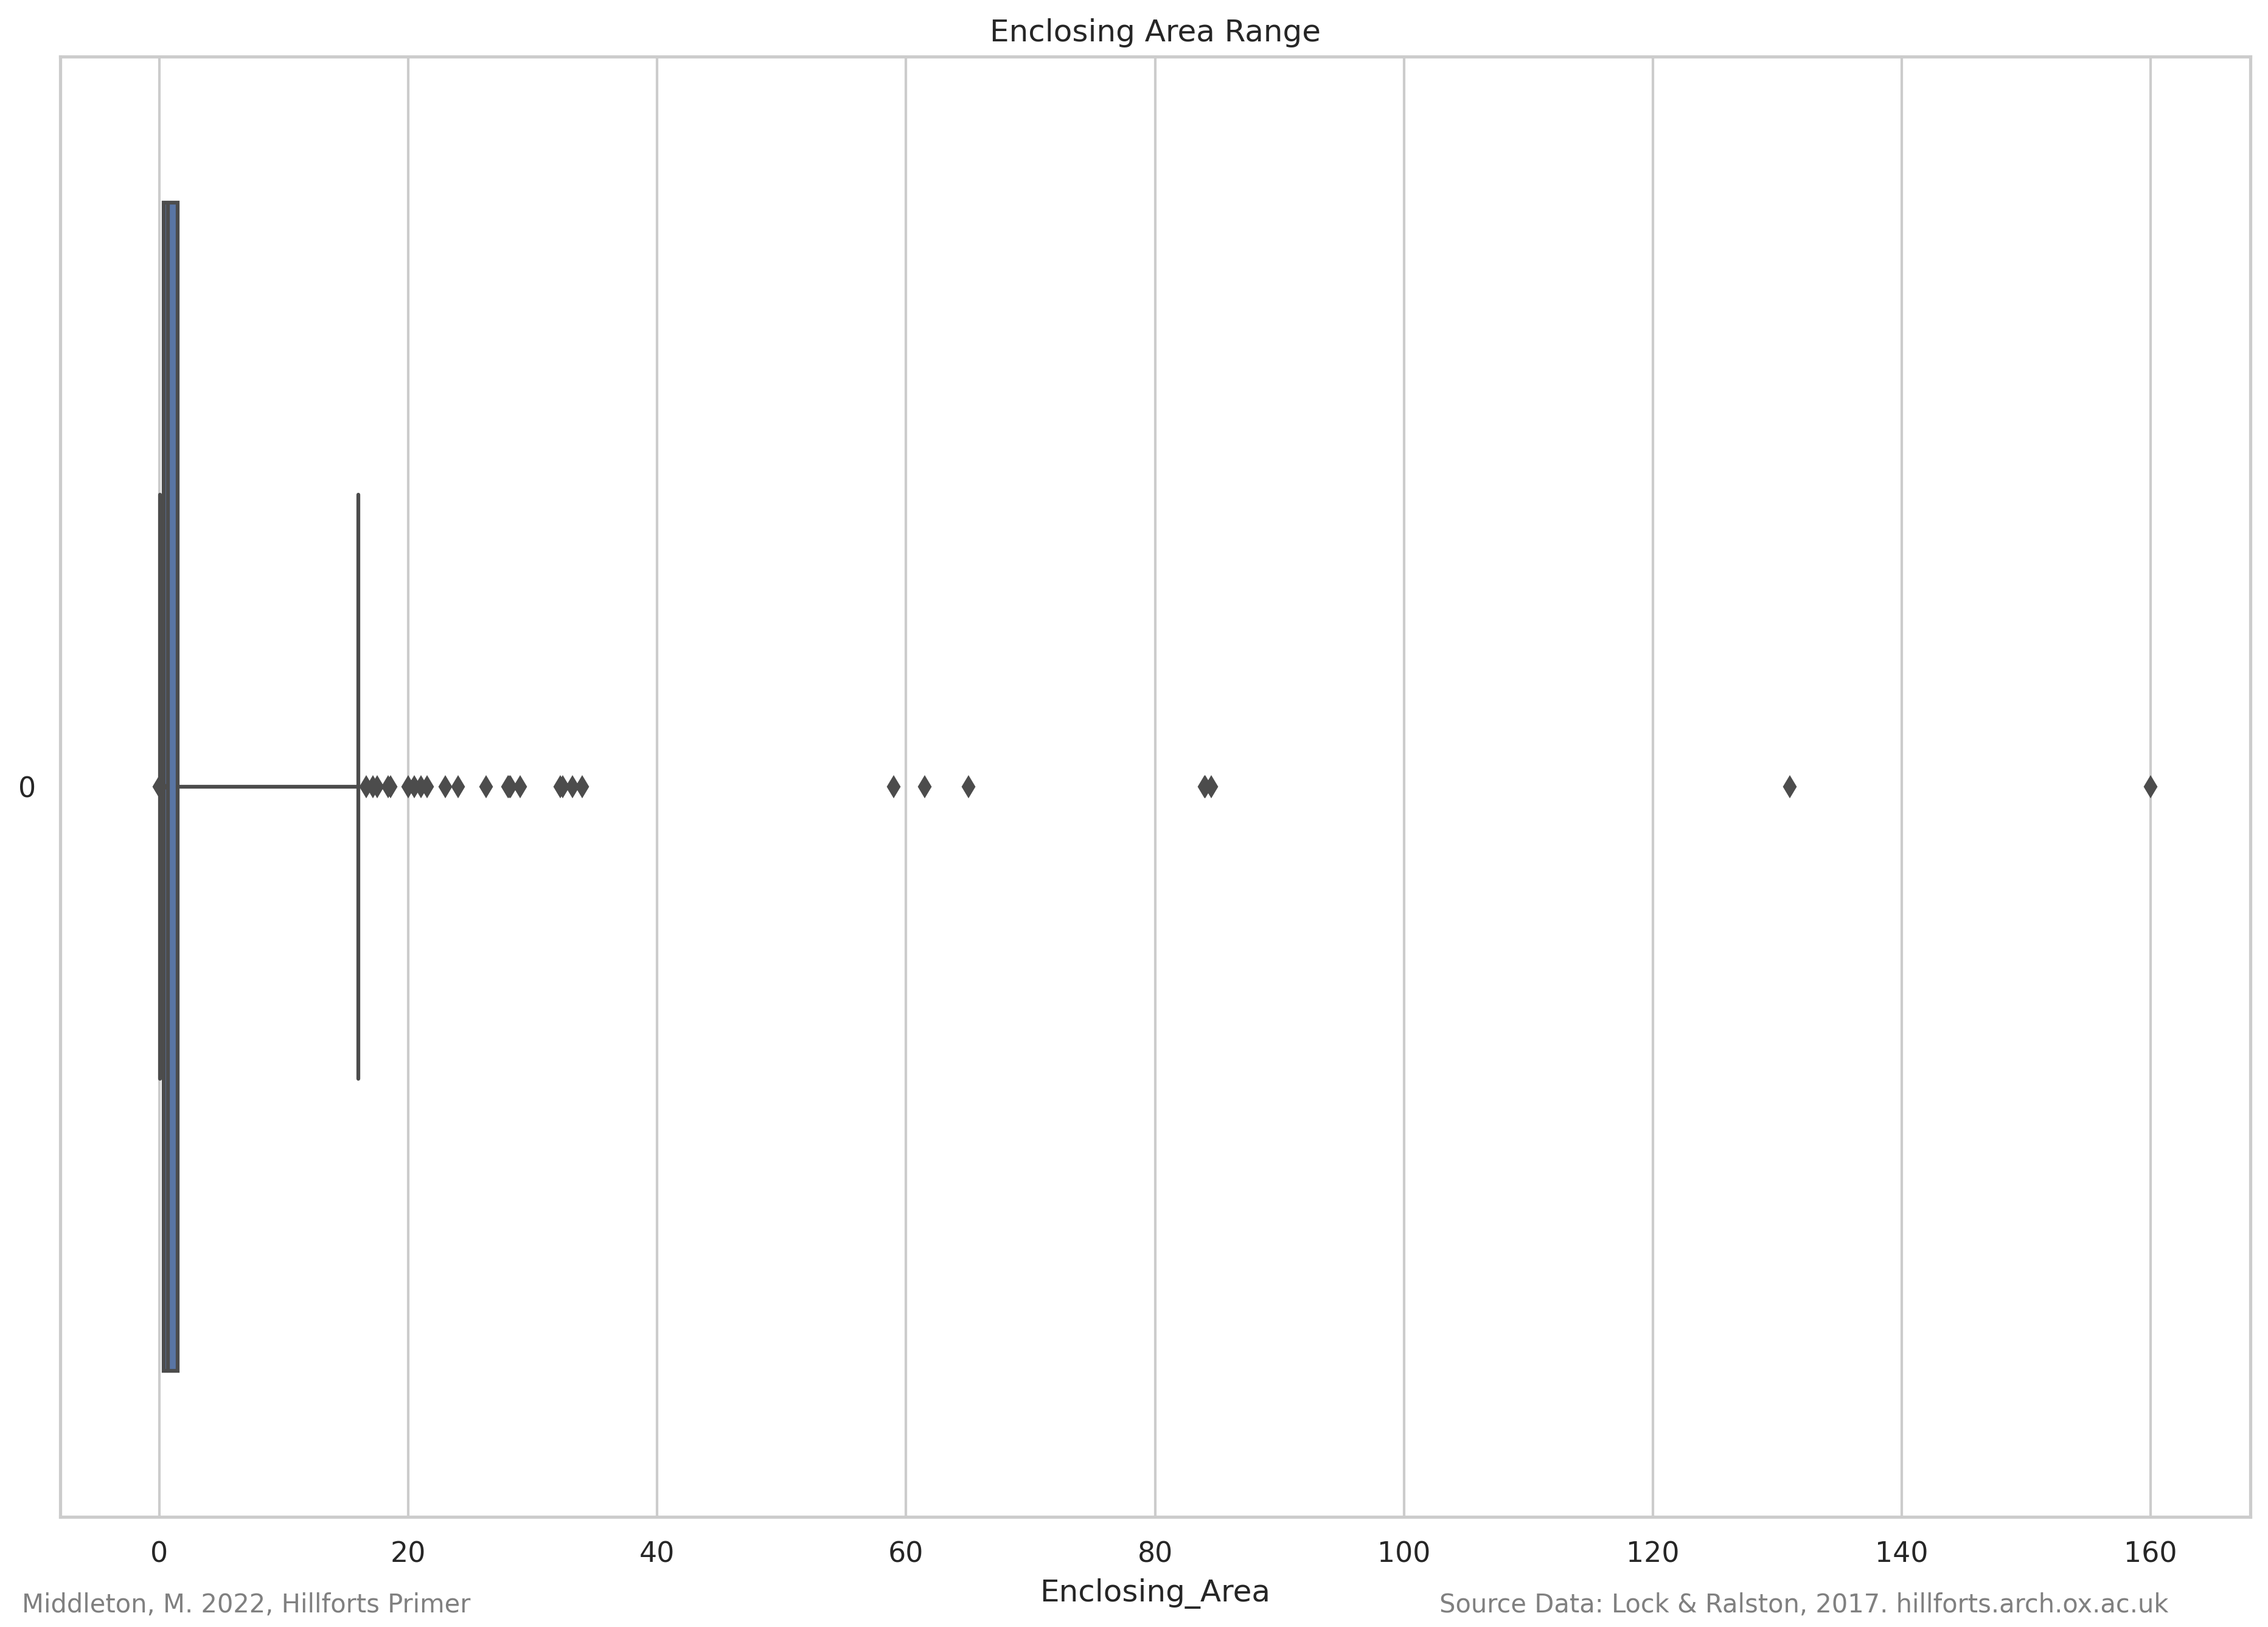 Enclosing Area Range
0
0 20 40 60 80 100 120 140 160
Enclosing_Area
Middleton, M. 2022, Hillforts Primer
Source Data: Lock & Ralston, 2017. hillforts.arch.ox.ac.uk